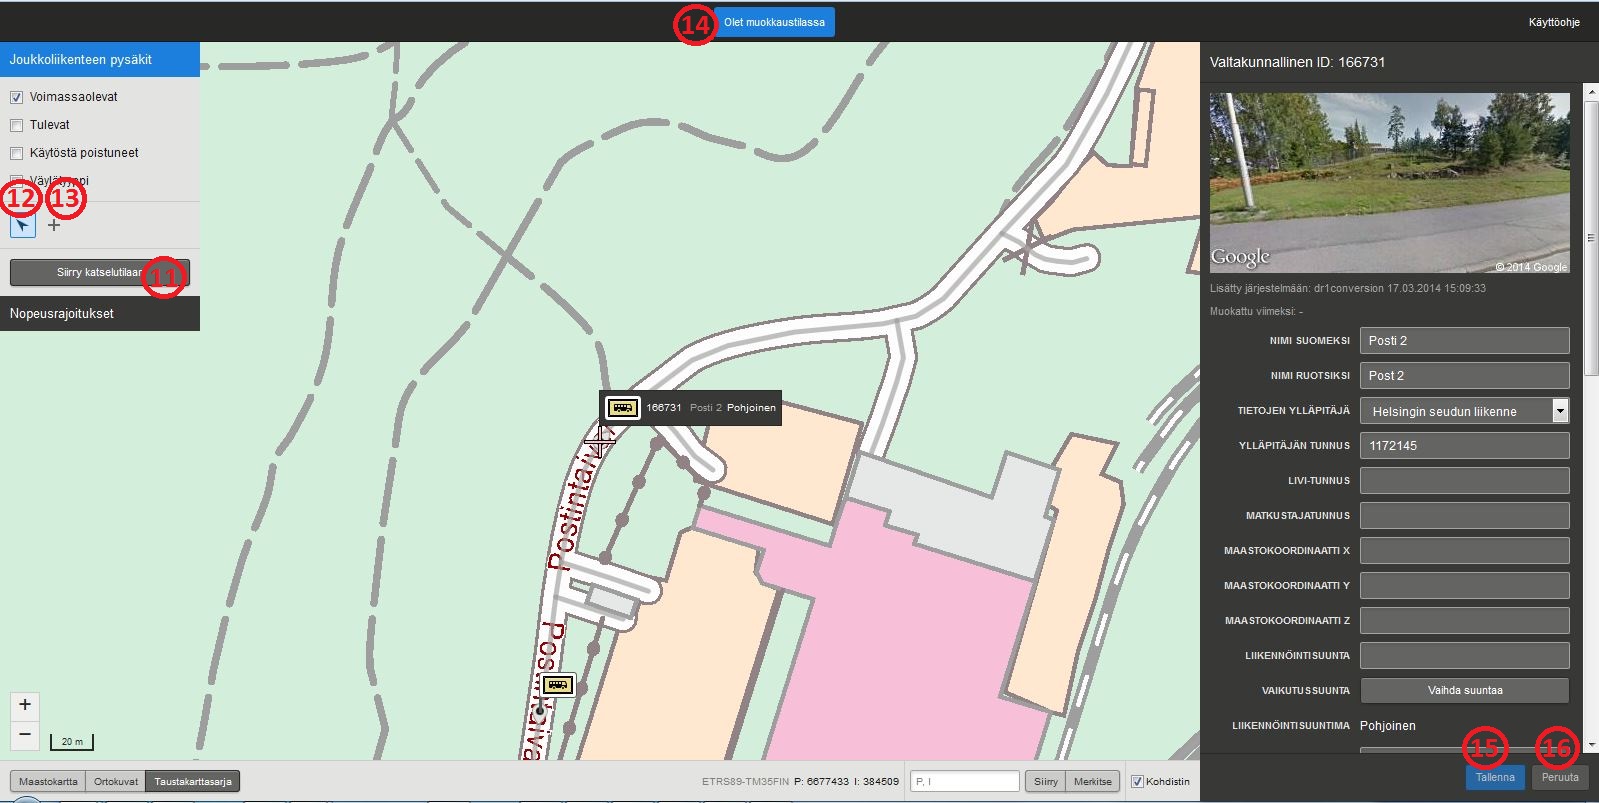 14
Olet muokkaustilassa
Käyttöohje
Joukkoliikenteen pysäkit
Voimassaolevat
Tulevat
Käytöstä poistuneet
Väylätyyppi
12
13
Siirry katselutilaan
11
Nopeusrajoitukset
166731 Posti 2 Pohjoinen
+
−
20 m
Maastokartta
Ortokuvat
Taustakarttasarja
ETRS89-TM35FIN P: 6677433 I: 384509
P, I
Siirry
Merkitse
Kohdistin
Valtakunnallinen ID: 166731
Google
© 2014 Google
Lisätty järjestelmään: dr1conversion 17.03.2014 15:09:33
Muokattu viimeksi: -
NIMI SUOMEKSI Posti 2
NIMI RUOTSIKSI Post 2
TIETOJEN YLLÄPITÄJÄ Helsingin seudun liikenne
YLLÄPITÄJÄN TUNNUS 1172145
LIVI-TUNNUS
MATKUSTAJATUNNUS
MAASTOKOORDINAATTI X
MAASTOKOORDINAATTI Y
MAASTOKOORDINAATTI Z
LIIKENNÖINTISUUNTA
VAIKUTUSSUUNTA Vaihda suuntaa
LIIKENNÖINTISUUNTIMA Pohjoinen
15
16
Tallenna
Peruuta